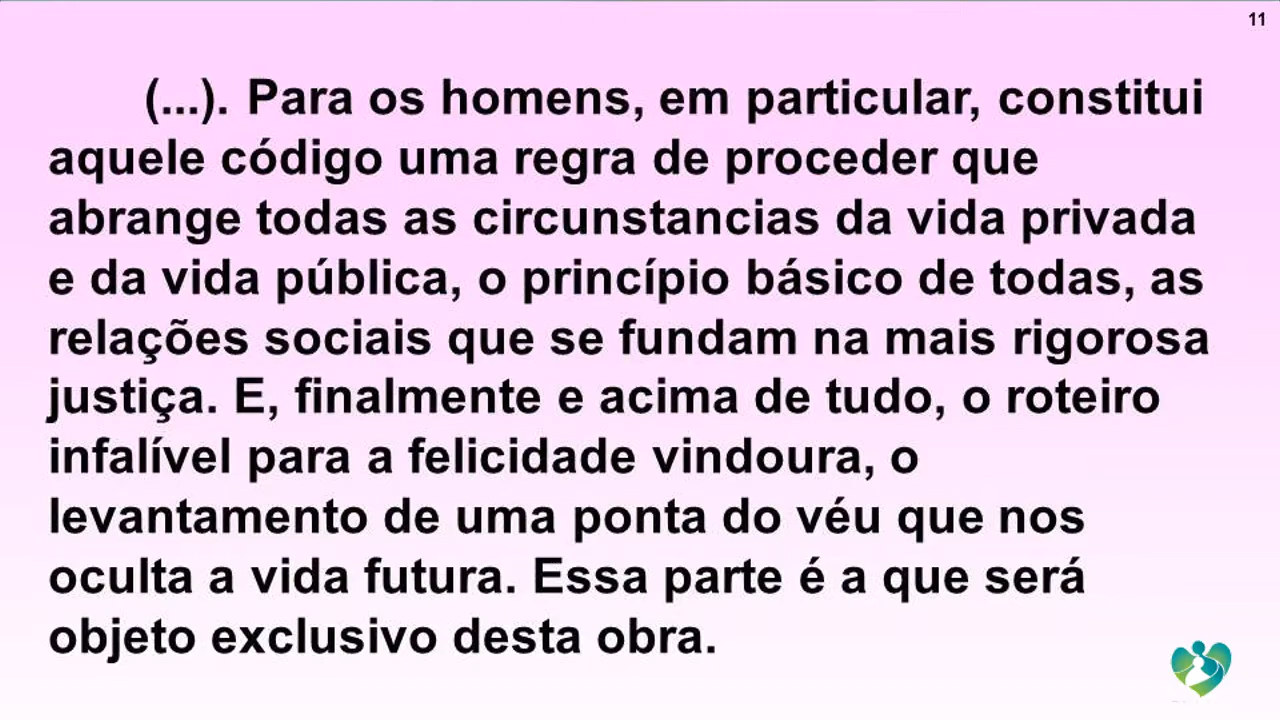 11
(...). Para os homens, em particular, constitui
aquele código uma regra de proceder que
abrange todas as circunstancias da vida privada
e da vida pública, o princípio básico de todas, as
relações sociais que se fundam na mais rigorosa
justiça. E, finalmente e acima de tudo, o roteiro
infalível para a felicidade vindoura, o
levantamento de uma ponta do véu que nos
oculta a vida futura. Essa parte é a que será
objeto exclusivo desta obra.